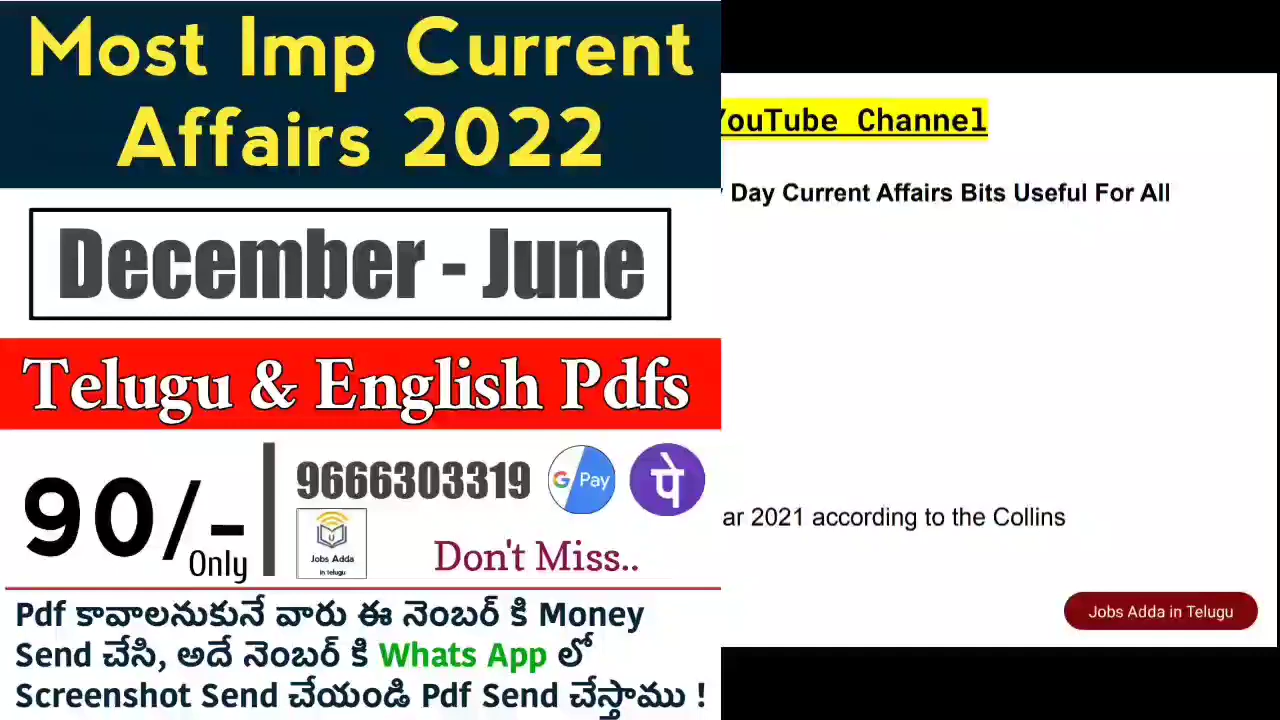 Most Imp Current
Affairs 2022
December - June
Telugu & English Pdfs
90/-
Only
9666303319
G Pay
पे
Jobs Adda
in telugu
Don't Miss..
Pdf కావాలనుకునే వారు ఈ నెంబర్ కి Money
Send చేసి, అదే నెంబర్ కి Whats App లో
Screenshot Send చేయండి Pdf Send చేస్తాము !
YouTube Channel
Day Current Affairs Bits Useful For All
2021 according to the Collins
Jobs Adda in Telugu